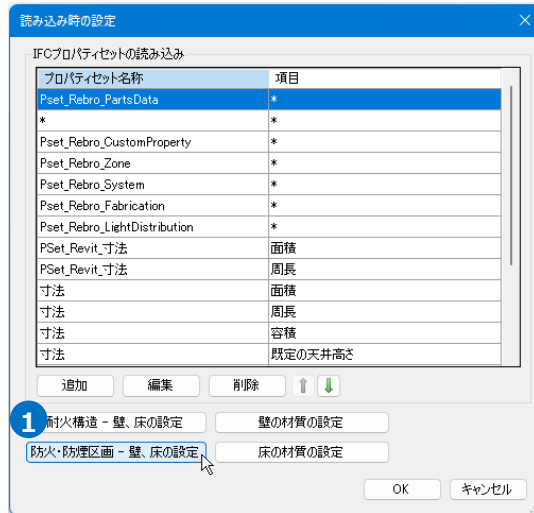 読み込み時の設定
IFCプロパティセットの読み込み
プロパティセット名称 項目
Pset_Rebro_PartsData *
* *
Pset_Rebro_CustomProperty *
Pset_Rebro_Zone *
Pset_Rebro_System *
Pset_Rebro_Fabrication *
Pset_Rebro_LightDistribution *
PSet_Revit_寸法 面積
PSet_Revit_寸法 周長
寸法 面積
寸法 周長
寸法 容積
寸法 既定の天井高さ
追加 編集 削除
1 耐火構造 - 壁、床の設定 壁の材質の設定
防火・防煙区画 - 壁、床の設定 床の材質の設定
OK キャンセル